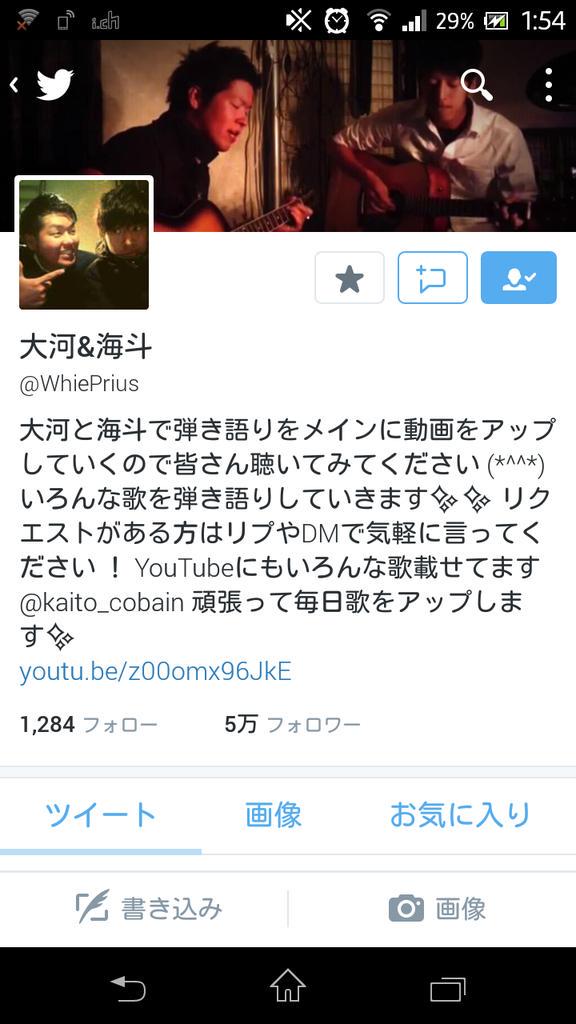 i.ch 29% 1:54
大河&海斗
@WhiePrius
大河と海斗で弾き語りをメインに動画をアップ
していくので皆さん聴いてみてください (*^^*)
いろんな歌を弾き語りしていきます✨✨ リク
エストがある方はリプやDMで気軽に言ってく
ださい ！ YouTubeにもいろんな歌載せてます
@kaito_cobain 頑張って毎日歌をアップしま
す✨
youtu.be/z00omx96JkE
1,284 フォロー 5万 フォロワー
ツイート 画像 お気に入り
書き込み 画像